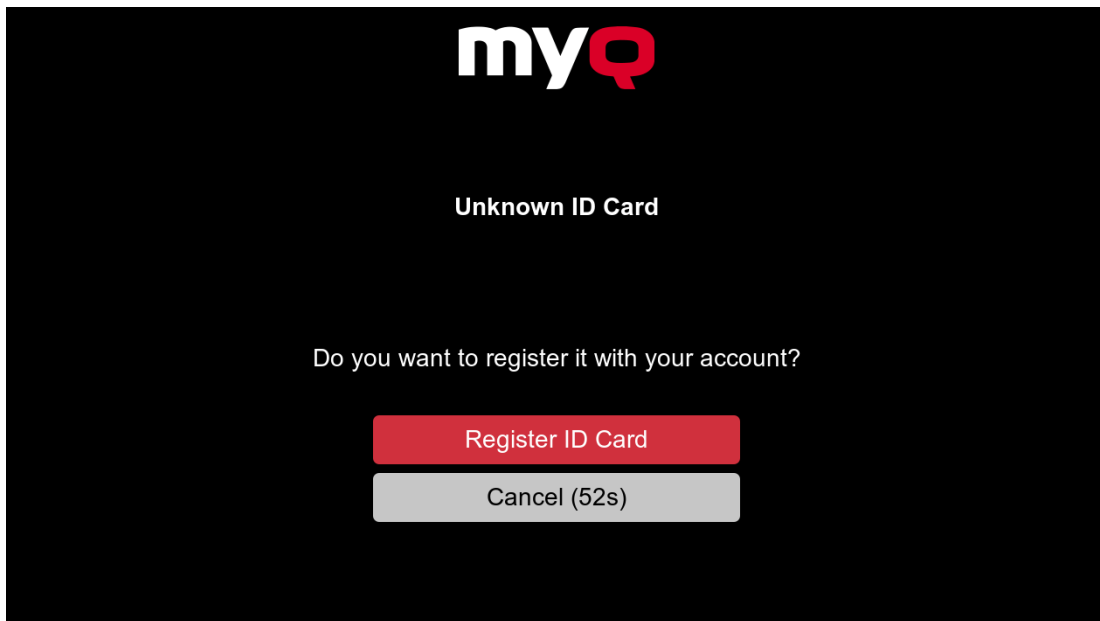 myQ
Unknown ID Card
Do you want to register it with your account?
Register ID Card
Cancel (52s)